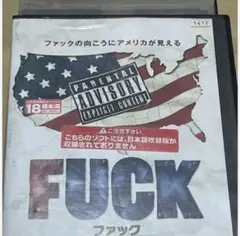 ファックの向こうにアメリカが見える
1412
PARENTAL
ADVISORY
EXPLICIT CONTENT
18
ご注意下さい
こちらのソフトには、日本語吹替版が
収録されておりません
FUCK
ファック